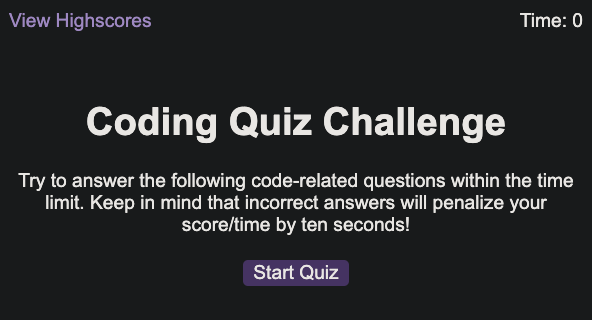 View Highscores
Time: 0
Coding Quiz Challenge
Try to answer the following code-related questions within the time
limit. Keep in mind that incorrect answers will penalize your
score/time by ten seconds!
Start Quiz